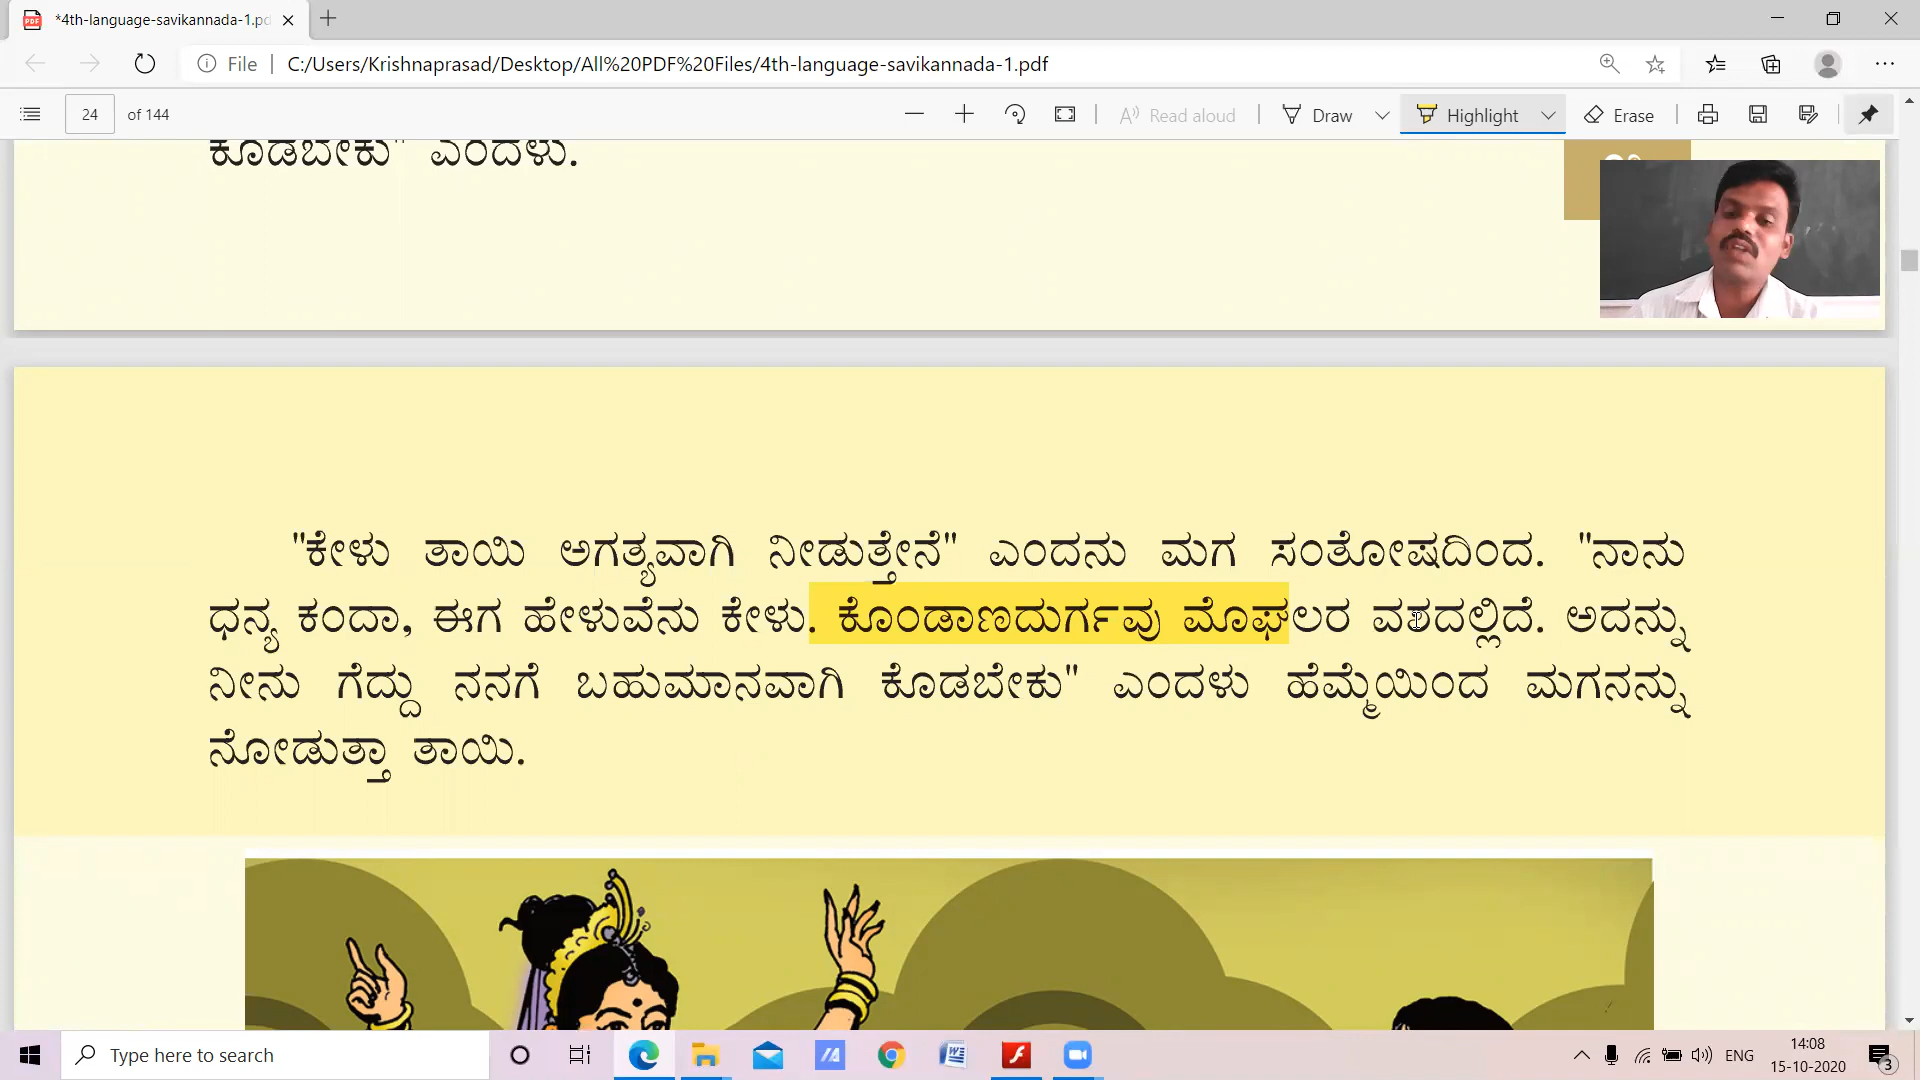 *4th-language-savikannada-1.pd
File
C:/Users/Krishnaprasad/Desktop/All%20PDF%20Files/4th-language-savikannada-1.pdf
24 of 144
Read aloud
Draw
Highlight
Erase
ಕೊಡಬೇಕು" ಎಂದಳು.
"ಕೇಳು ತಾಯಿ ಅಗತ್ಯವಾಗಿ ನೀಡುತ್ತೇನೆ" ಎಂದನು ಮಗ ಸಂತೋಷದಿಂದ. "ನಾನು
ಧನ್ಯ ಕಂದಾ, ಈಗ ಹೇಳುವೆನು ಕೇಳು. ಕೊಂಡಾಣದುರ್ಗವು ಮೊಘಲರ ವಶದಲ್ಲಿದೆ. ಅದನ್ನು
ನೀನು ಗೆದ್ದು ನನಗೆ ಬಹುಮಾನವಾಗಿ ಕೊಡಬೇಕು" ಎಂದಳು ಹೆಮ್ಮೆಯಿಂದ ಮಗನನ್ನು
ನೋಡುತ್ತಾ ತಾಯಿ.
Type here to search
ENG
14:08
15-10-2020
3